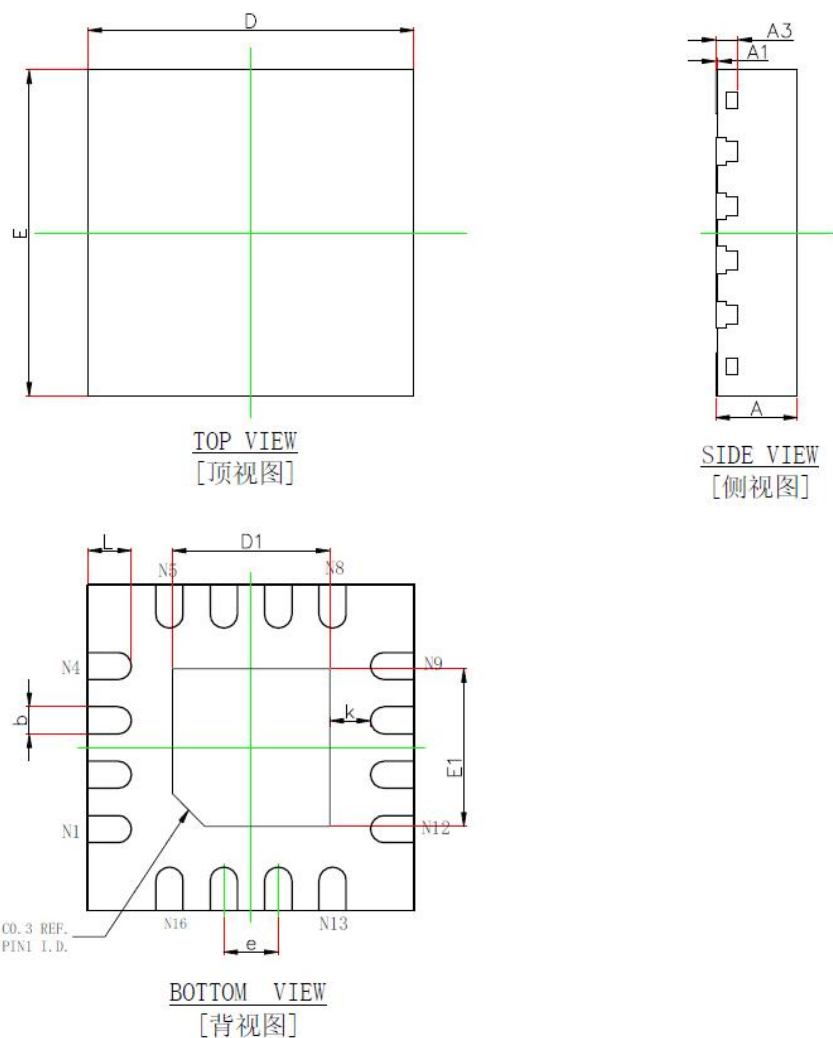 D
E
TOP VIEW
[顶视图]
A3
A1
A
SIDE VIEW
[侧视图]
L
D1
N5
N8
N4
N9
b
k
E1
N1
N12
N16
N13
C0.3 REF.
PIN1 I.D.
e
BOTTOM VIEW
[背视图]